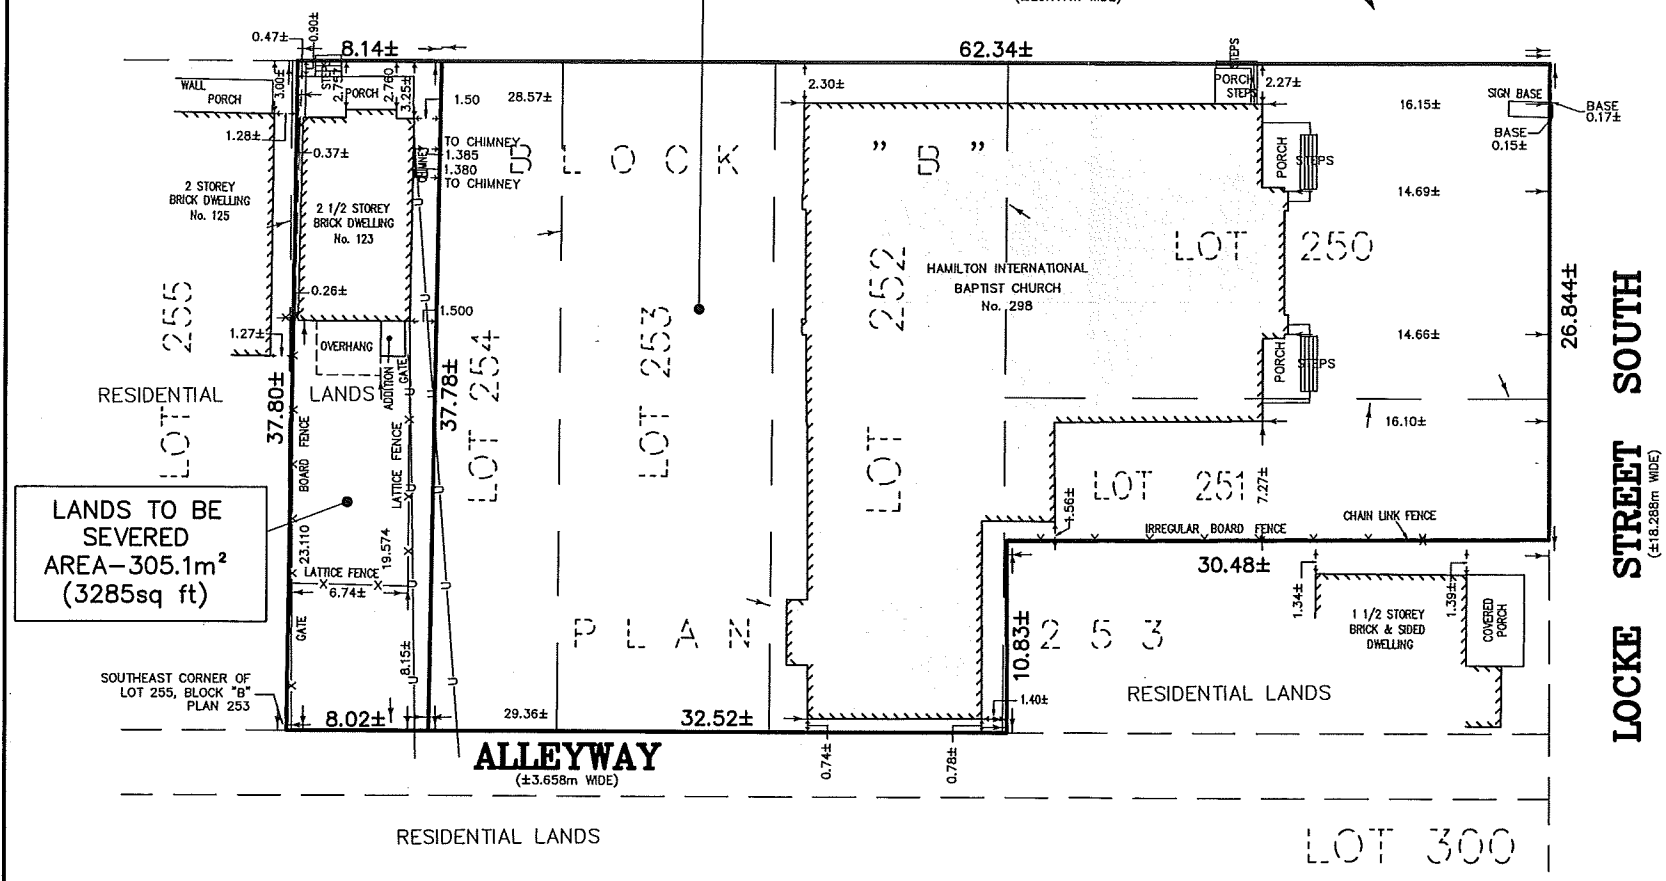 0.47±
0.90±
8.14±
62.34±
STEPS
WALL
PORCH
3.00±
STEPS
PORCH
2.760
3.25±
1.50
28.57±
2.30±
PORCH
STEPS
2.27±
16.15±
SIGN BASE
BASE
0.17±
BASE
0.15±
1.28±
0.37±
CHIMNEY
TO CHIMNEY
1.385
1.380
TO CHIMNEY
BLOCK "B"
PORCH
STEPS
2 STOREY
BRICK DWELLING
No. 125
2 1/2 STOREY
BRICK DWELLING
No. 123
14.69±
LOT 250
LOT 252
HAMILTON INTERNATIONAL
BAPTIST CHURCH
No. 298
0.26±
1.500
LOT 255
1.27±
OVERHANG
ADDITION
GATE
LOT 254
LOT 253
14.66±
PORCH
STEPS
26.844±
RESIDENTIAL LANDS
37.80±
37.78±
16.10±
BOARD FENCE
LATTICE FENCE
LOT 251
7.27±
LANDS TO BE
SEVERED
AREA-305.1m²
(3285sq ft)
23.110
19.574
LATTICE FENCE
6.74±
GATE
8.15±
4.56±
IRREGULAR BOARD FENCE
CHAIN LINK FENCE
30.48±
PLAN 253
10.83±
1.34±
1.39±
1 1/2 STOREY
BRICK & SIDED
DWELLING
COVERED
PORCH
SOUTHEAST CORNER OF
LOT 255, BLOCK "B"
PLAN 253
RESIDENTIAL LANDS
1.40±
8.02±
29.36±
32.52±
ALLEYWAY
(±3.658m WIDE)
0.74±
0.78±
LOCKE STREET SOUTH
(±18.288m WIDE)
RESIDENTIAL LANDS
LOT 300